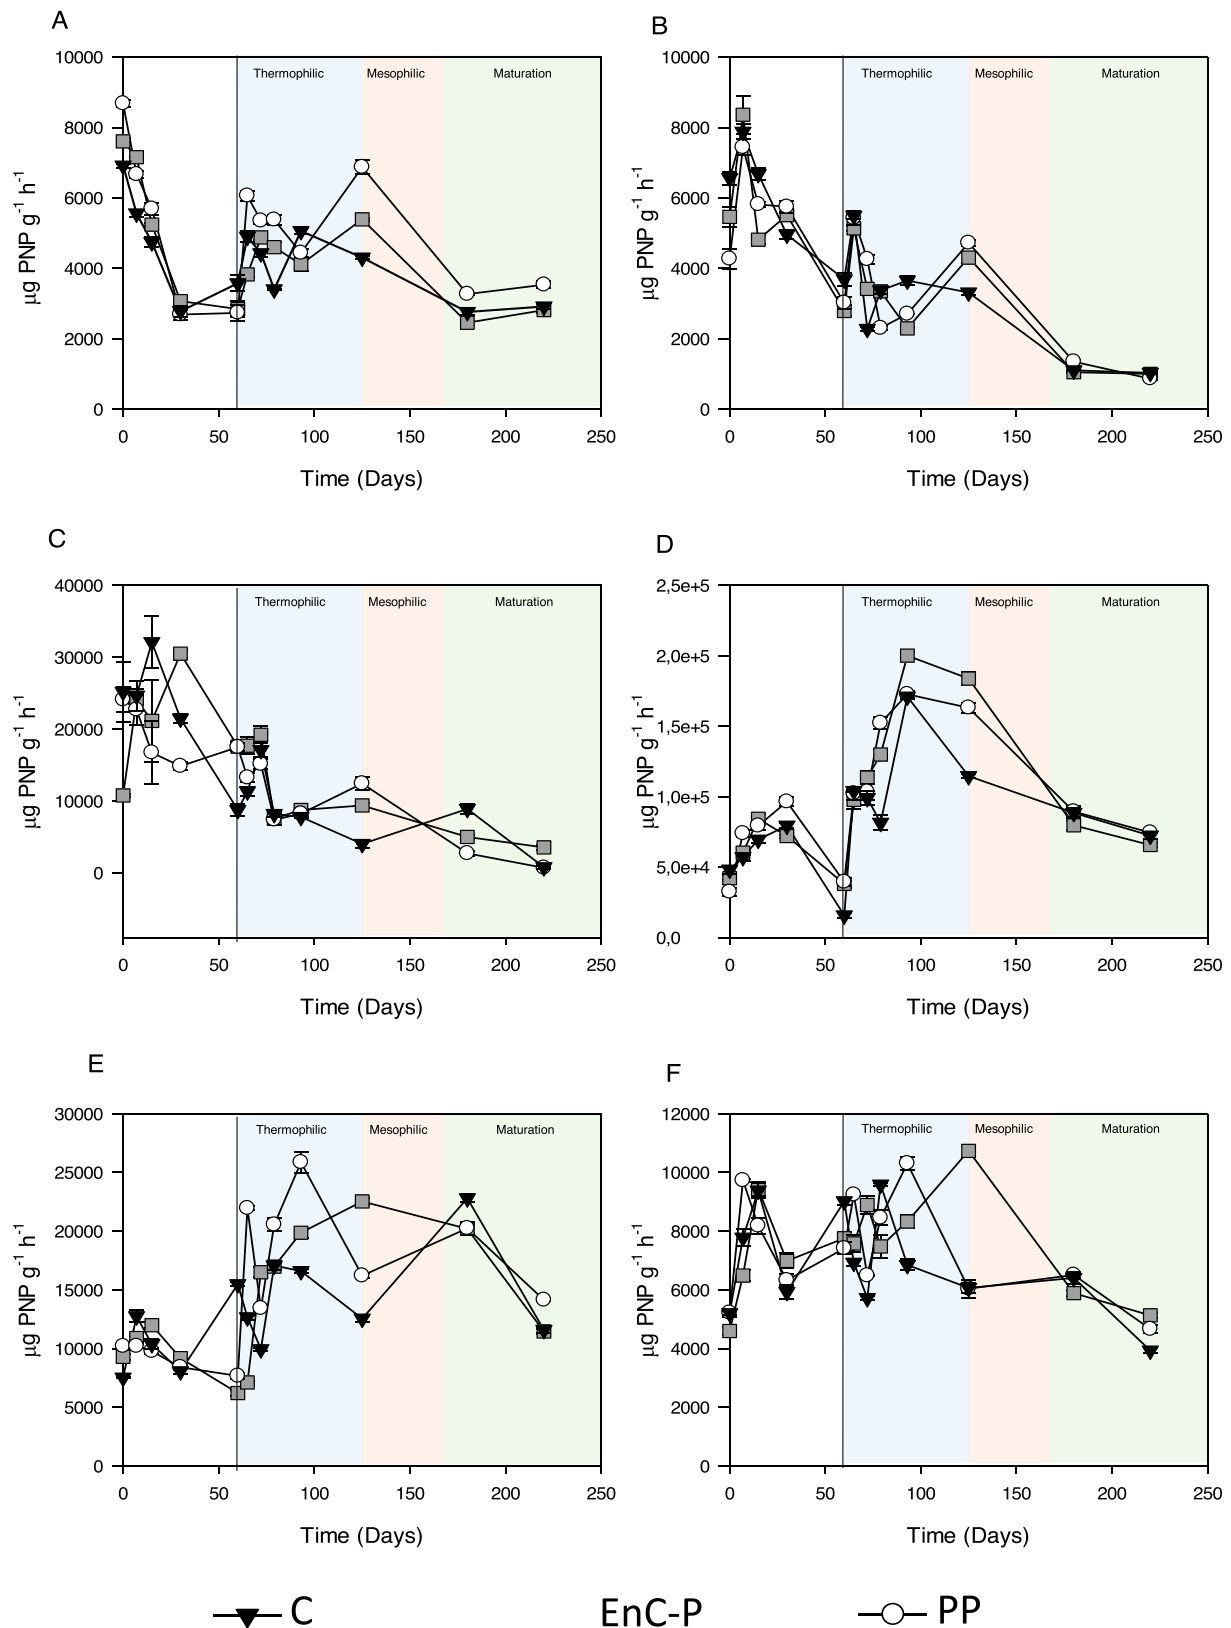 A
10000
8000
6000
4000
2000
0
µg PNP g-1 h-1
Thermophilic Mesophilic Maturation
0 50 100 150 200 250
Time (Days)
B
10000
8000
6000
4000
2000
0
µg PNP g-1 h-1
Thermophilic Mesophilic Maturation
0 50 100 150 200 250
Time (Days)
C
40000
30000
20000
10000
0
µg PNP g-1 h-1
Thermophilic Mesophilic Maturation
0 50 100 150 200 250
Time (Days)
D
2,5e+5
2,0e+5
1,5e+5
1,0e+5
5,0e+4
0,0
µg PNP g-1 h-1
Thermophilic Mesophilic Maturation
0 50 100 150 200 250
Time (Days)
E
30000
25000
20000
15000
10000
5000
0
µg PNP g-1 h-1
Thermophilic Mesophilic Maturation
0 50 100 150 200 250
Time (Days)
F
12000
10000
8000
6000
4000
2000
0
µg PNP g-1 h-1
Thermophilic Mesophilic Maturation
0 50 100 150 200 250
Time (Days)
C EnC-P PP